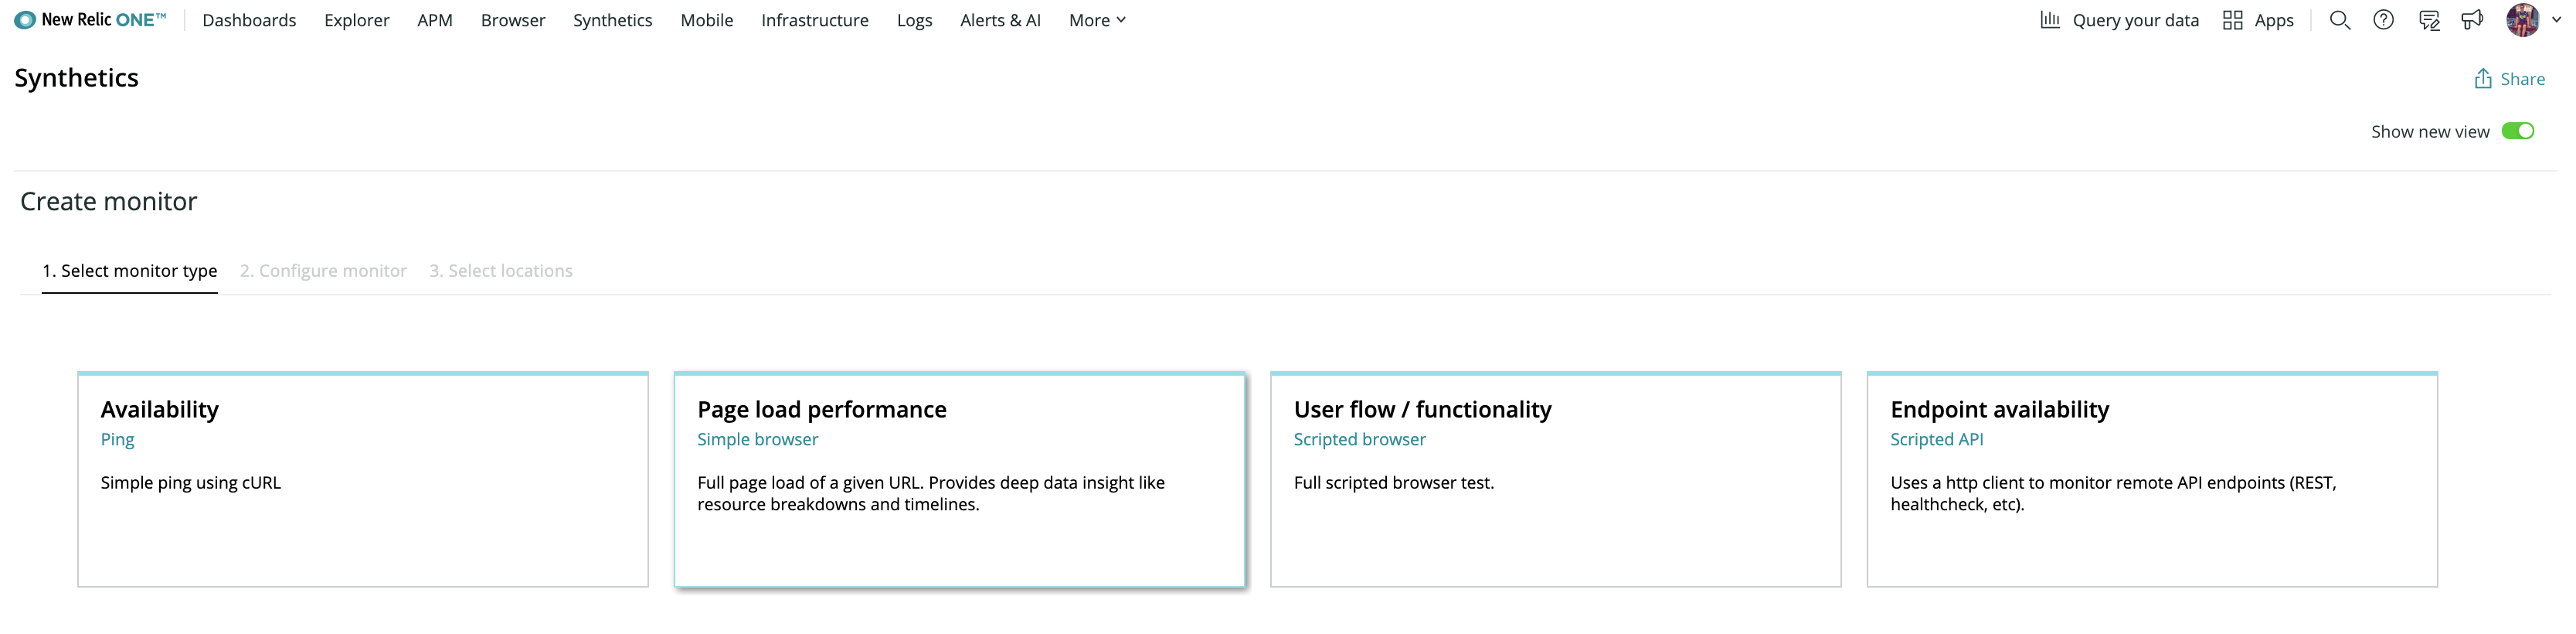 New Relic ONE™ Dashboards Explorer APM Browser Synthetics Mobile Infrastructure Logs Alerts & AI More Query your data Apps
Synthetics
Share
Show new view
Create monitor
1. Select monitor type 2. Configure monitor 3. Select locations
Availability
Ping
Simple ping using cURL
Page load performance
Simple browser
Full page load of a given URL. Provides deep data insight like
resource breakdowns and timelines.
User flow / functionality
Scripted browser
Full scripted browser test.
Endpoint availability
Scripted API
Uses a http client to monitor remote API endpoints (REST,
healthcheck, etc).